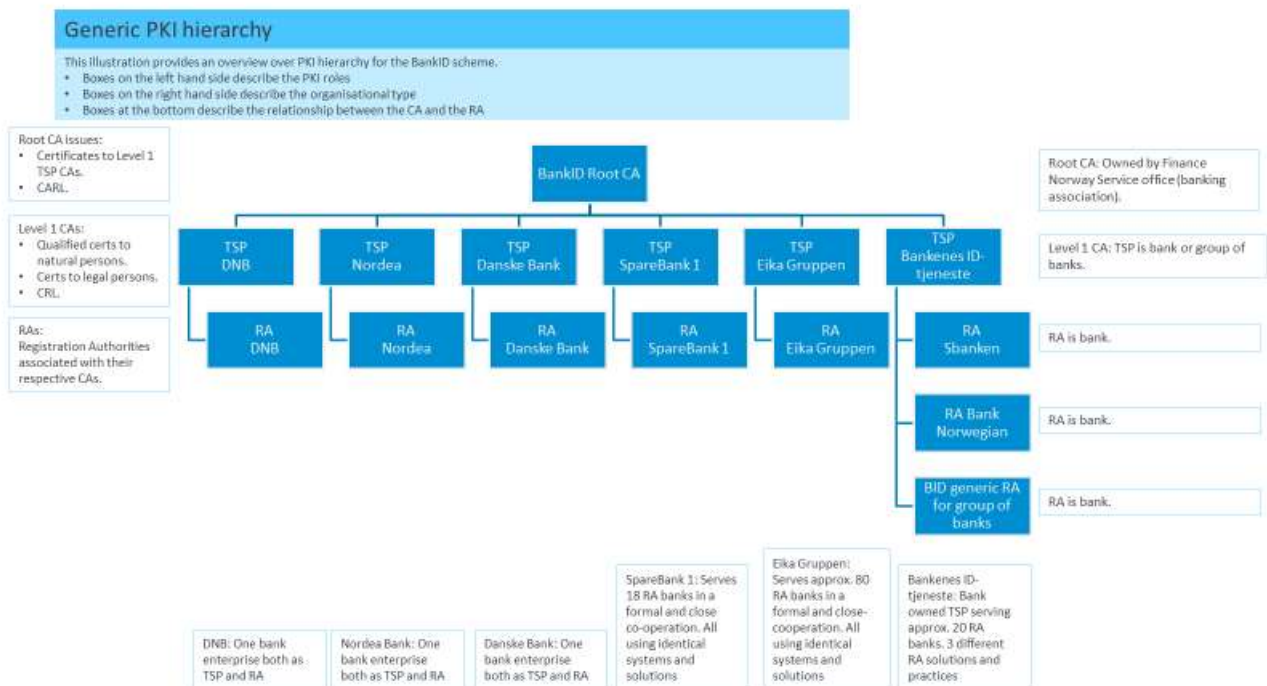 Generic PKI hierarchy
This illustration provides an overview over PKI hierarchy for the BankID scheme.
• Boxes on the left hand side describe the PKI roles
• Boxes on the right hand side describe the organisational type
• Boxes at the bottom describe the relationship between the CA and the RA
Root CA issues:
• Certificates to Level 1
TSP CAs.
• CARL.
BankID Root CA
Root CA: Owned by Finance
Norway Service office (banking
association).
Level 1 CAs:
• Qualified certs to
natural persons.
• Certs to legal persons.
• CRL.
TSP
DNB
TSP
Nordea
TSP
Danske Bank
TSP
SpareBank 1
TSP
Eika Gruppen
TSP
Bankenes ID-
tjeneste
Level 1 CA: TSP is bank or group of
banks.
RAs:
Registration Authorities
associated with their
respective CAs.
RA
DNB
RA
Nordea
RA
Danske Bank
RA
SpareBank 1
RA
Eika Gruppen
RA
Sbanken
RA is bank.
RA Bank
Norwegian
RA is bank.
BID generic RA
for group of
banks
RA is bank.
DNB: One bank
enterprise both as
TSP and RA
Nordea Bank: One
bank enterprise
both as TSP and RA
Danske Bank: One
bank enterprise
both as TSP and RA
SpareBank 1: Serves
18 RA banks in a
formal and close
co-operation. All
using identical
systems and
solutions
Eika Gruppen:
Serves approx. 80
RA banks in a
formal and close-
cooperation. All
using identical
systems and
solutions
Bankenes ID-
tjeneste: Bank
owned TSP serving
approx. 20 RA
banks. 3 different
RA solutions and
practices